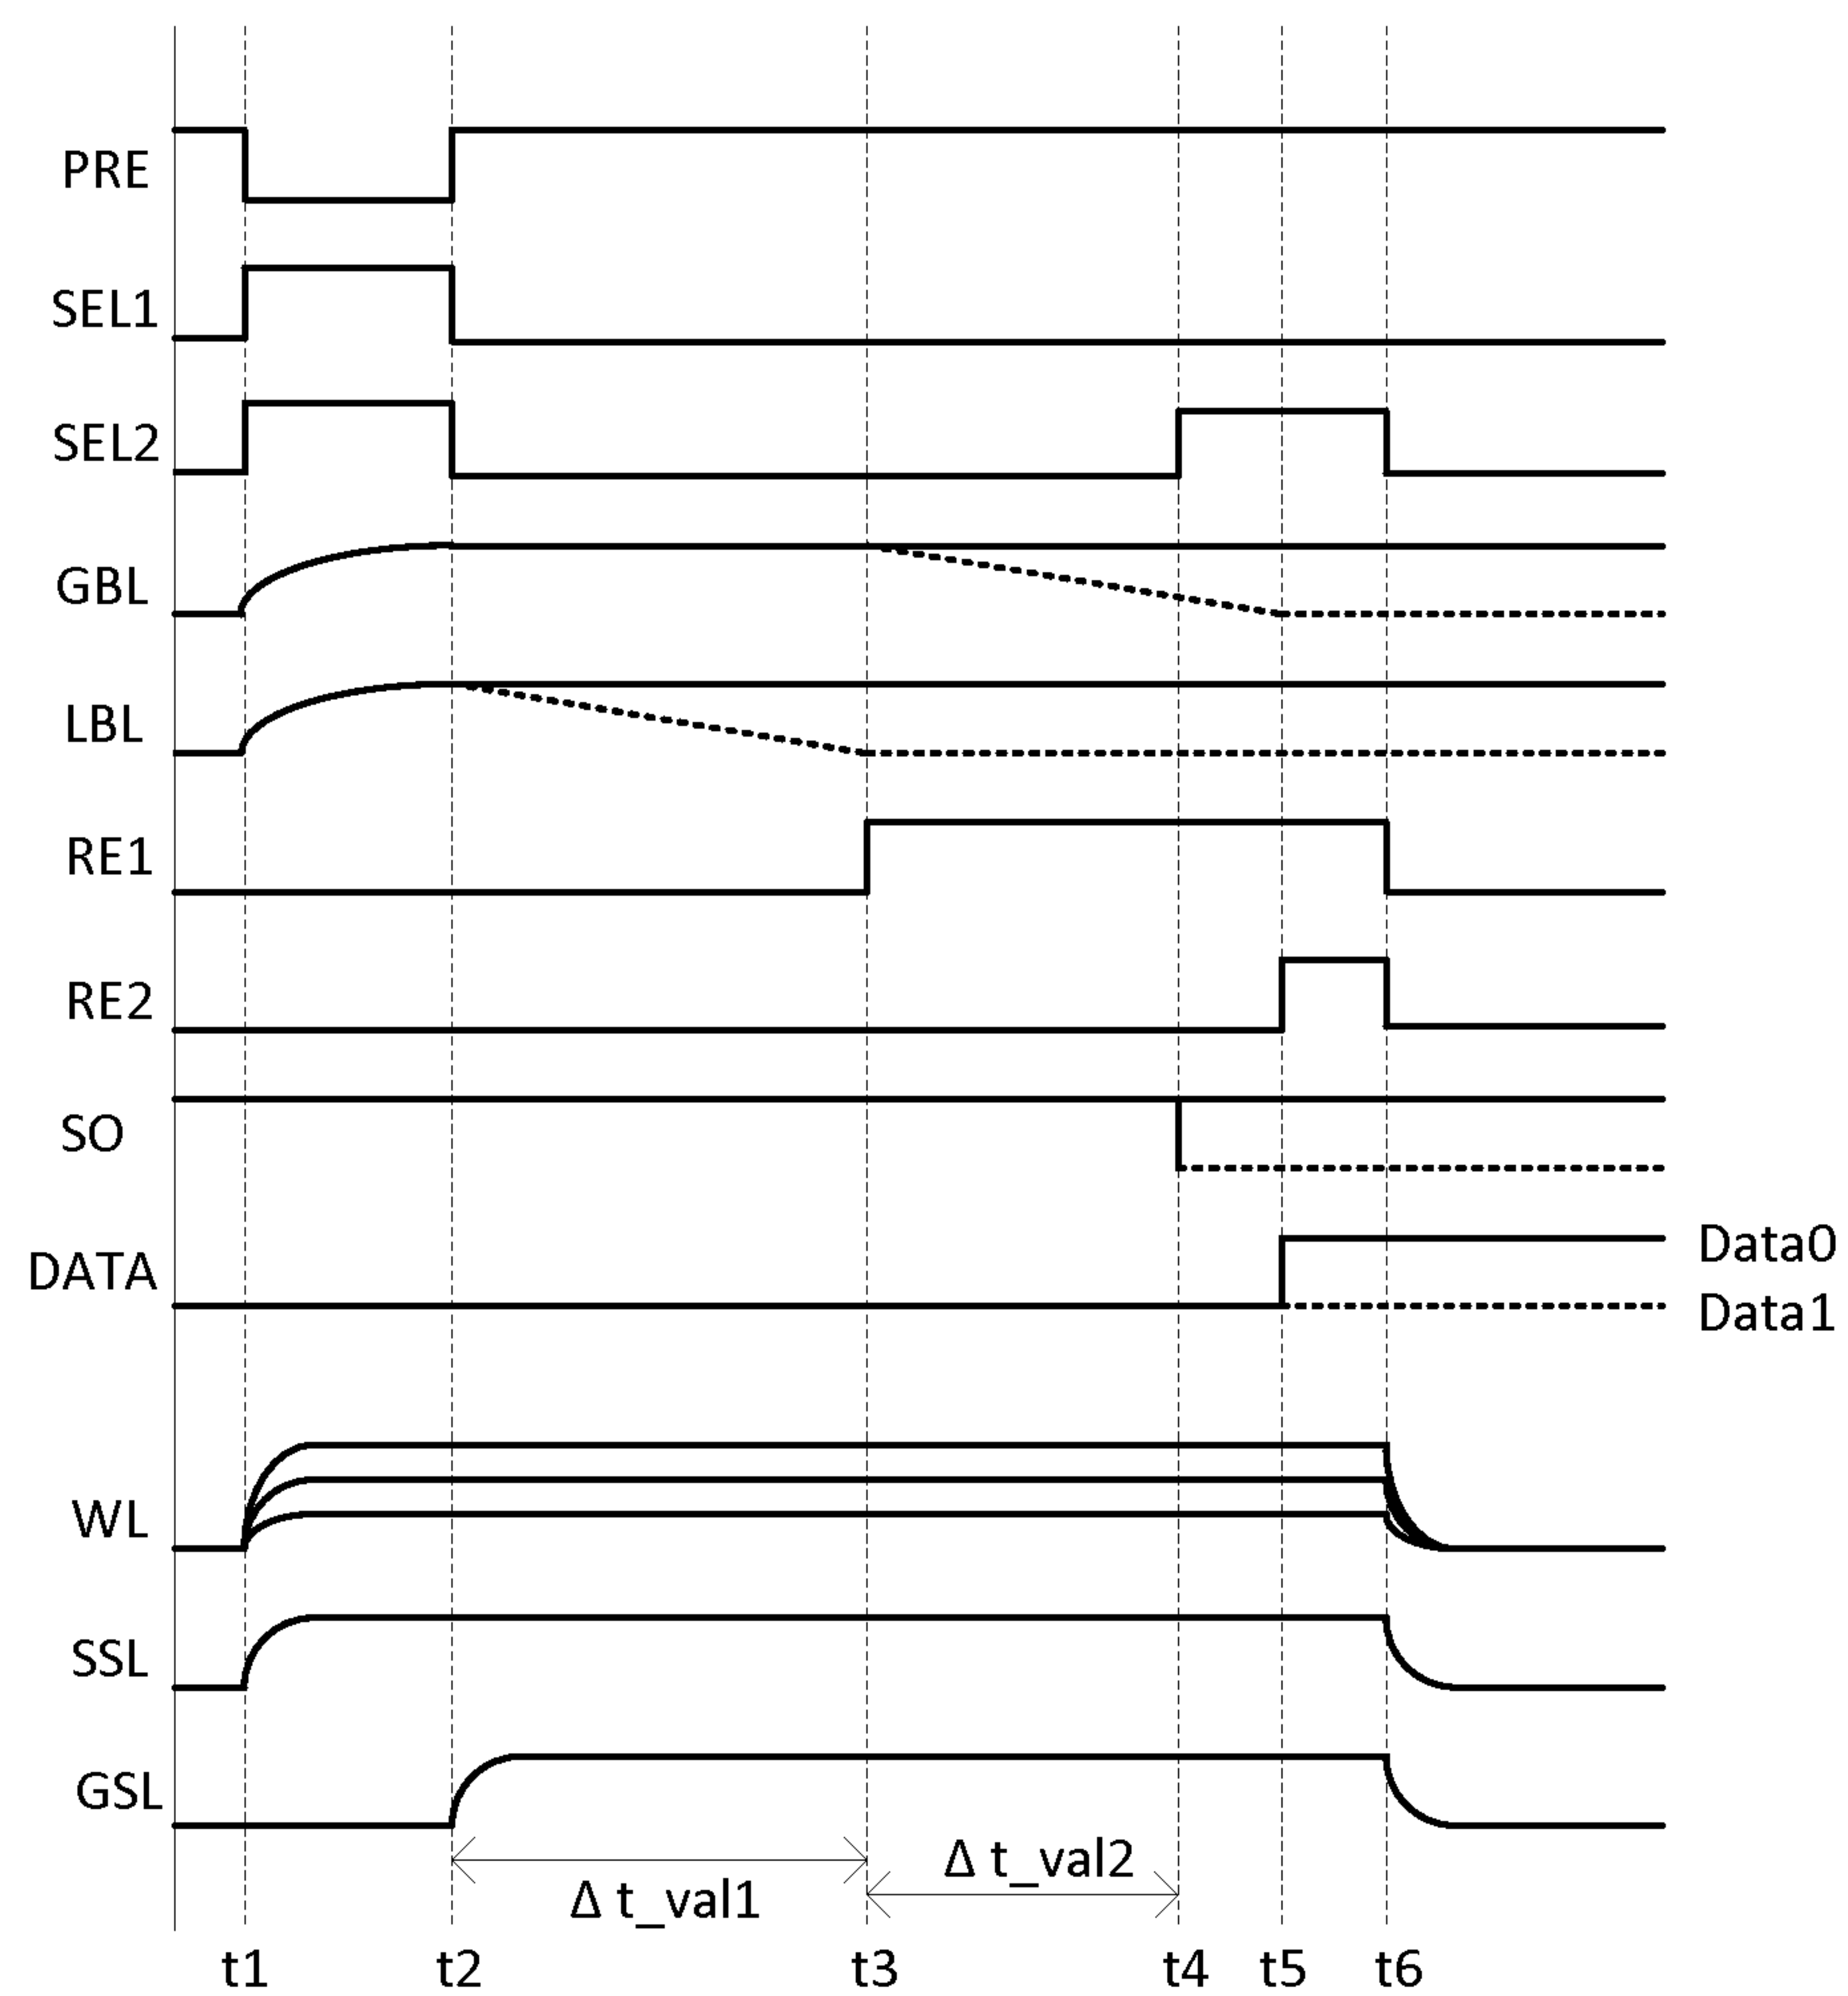 PRE
SEL1
SEL2
GBL
LBL
RE1
RE2
SO
DATA
Data0
Data1
WL
SSL
GSL
Δ t_val1
Δ t_val2
t1 t2 t3 t4 t5 t6